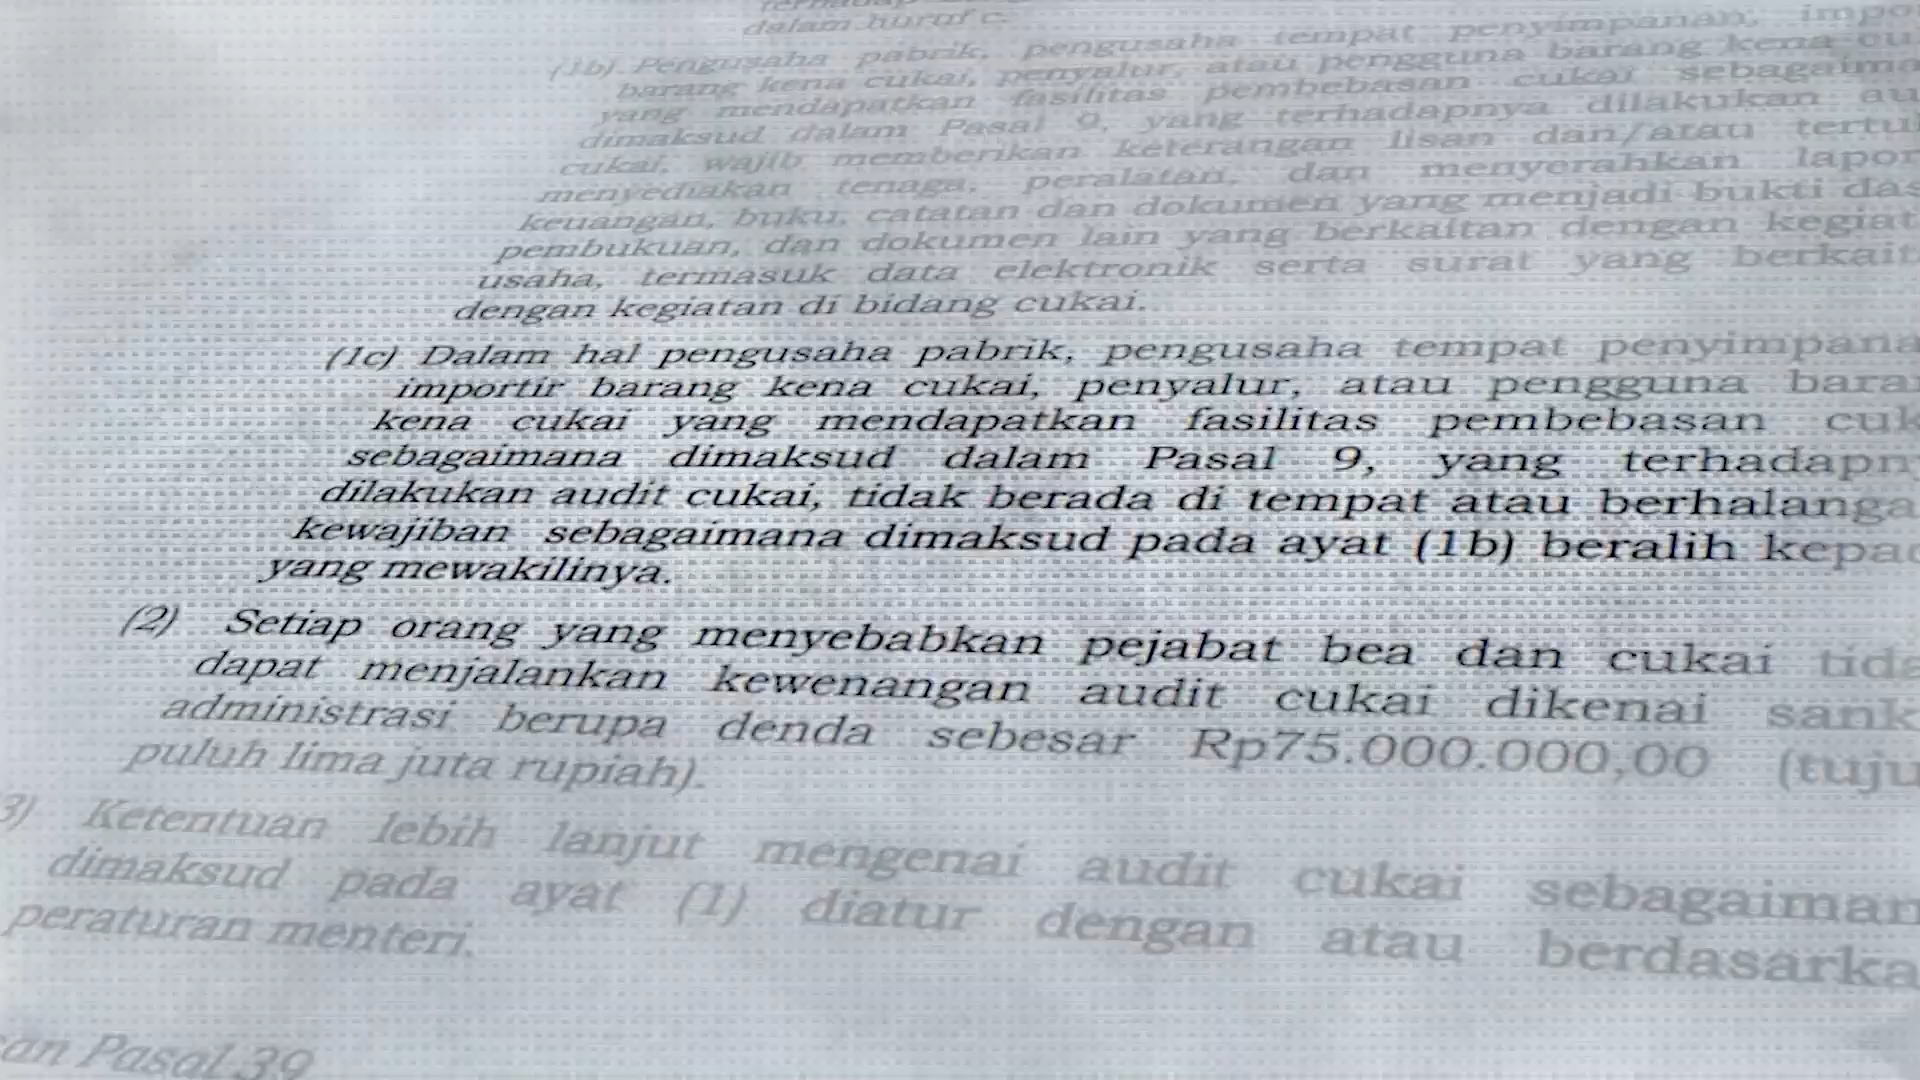 dalam huruf c.
(1b) Pengusaha pabrik, pengusaha tempat penyimpanan, impo
barang kena cukai, penyalur, atau pengguna barang kena cu
yang mendapatkan fasilitas pembebasan cukai sebagaima
dimaksud dalam Pasal 9, yang terhadapnya dilakukan au
cukai, wajib memberikan keterangan lisan dan/atau tertul
menyediakan tenaga, peralatan, dan menyerahkan lapor
keuangan, buku, catatan dan dokumen yang menjadi bukti das
pembukuan, dan dokumen lain yang berkaitan dengan kegiat
usaha, termasuk data elektronik serta surat yang berkait
dengan kegiatan di bidang cukai.
(1c) Dalam hal pengusaha pabrik, pengusaha tempat penyimpana
importir barang kena cukai, penyalur, atau pengguna bara
kena cukai yang mendapatkan fasilitas pembebasan cuk
sebagaimana dimaksud dalam Pasal 9, yang terhadapny
dilakukan audit cukai, tidak berada di tempat atau berhalanga
kewajiban sebagaimana dimaksud pada ayat (1b) beralih kepad
yang mewakilinya.
(2) Setiap orang yang menyebabkan pejabat bea dan cukai tida
dapat menjalankan kewenangan audit cukai dikenai sank
administrasi berupa denda sebesar Rp75.000.000,00 (tuju
puluh lima juta rupiah).
3) Ketentuan lebih lanjut mengenai audit cukai sebagaiman
dimaksud pada ayat (1) diatur dengan atau berdasarka
peraturan menteri.
an Pasal 39